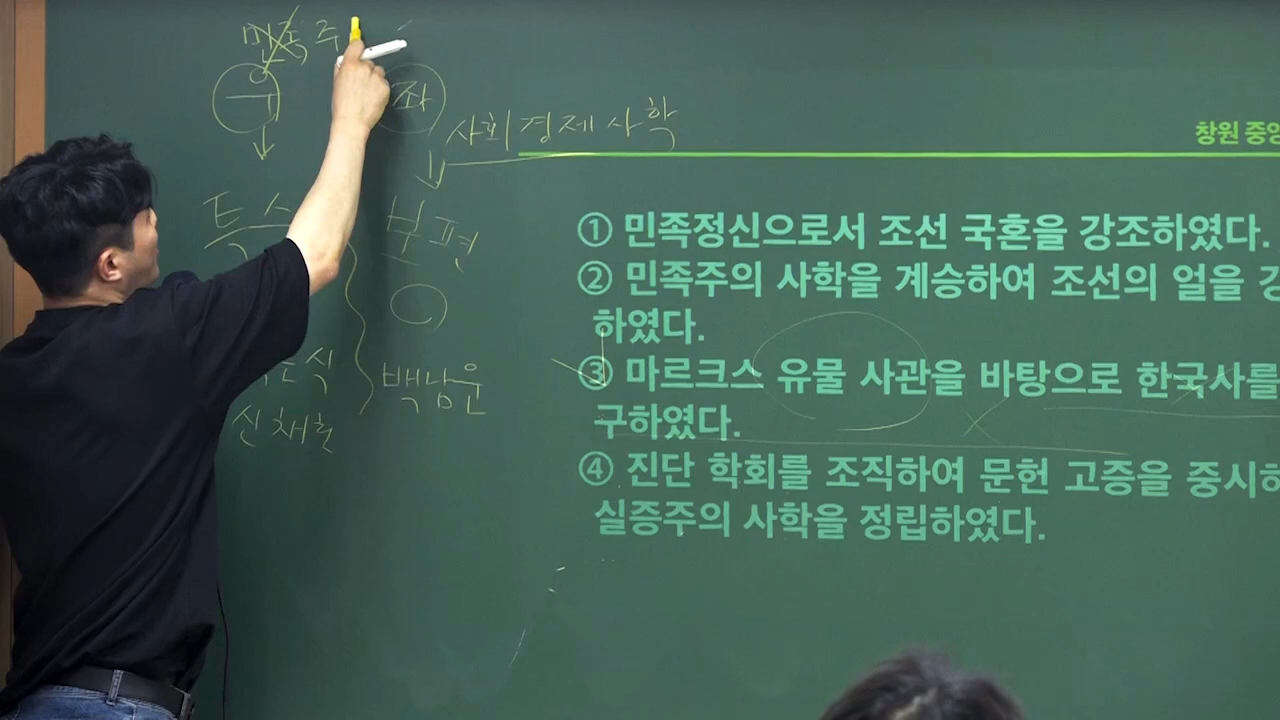 민족주
우 좌
사회경제사학
특수 보편
백남운
신채호
창원 중앙
① 민족정신으로서 조선 국혼을 강조하였다.
② 민족주의 사학을 계승하여 조선의 얼을 강
하였다.
③ 마르크스 유물 사관을 바탕으로 한국사를
구하였다.
④ 진단 학회를 조직하여 문헌 고증을 중시하
실증주의 사학을 정립하였다.